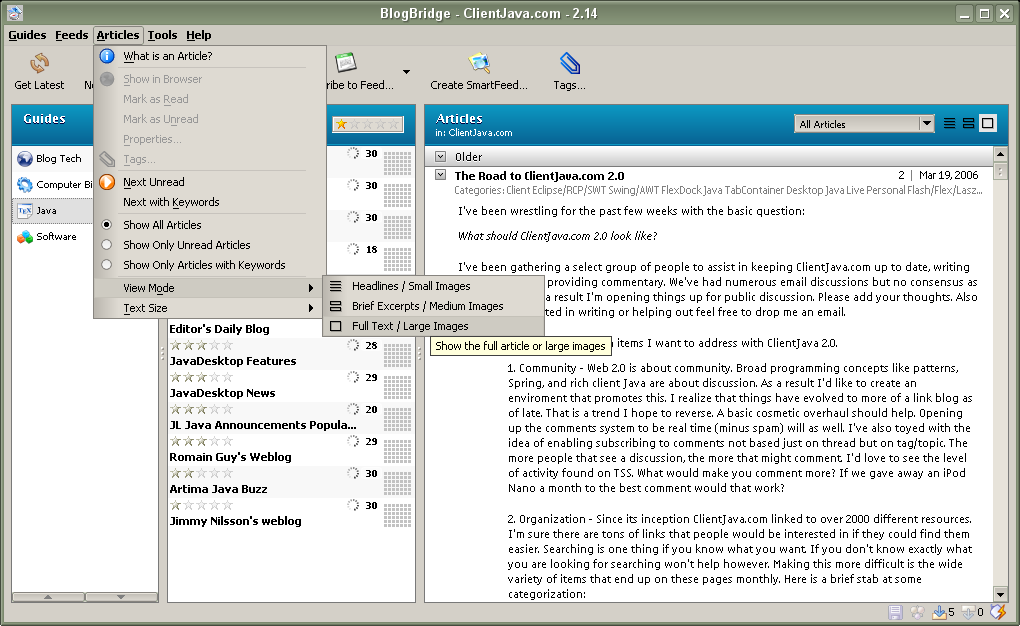 BlogBridge - ClientJava.com - 2.14
Guides Feeds Articles Tools Help
Get Latest
ribe to Feed...
Create SmartFeed...
Tags...
What is an Article?
Show in Browser
Mark as Read
Mark as Unread
Properties...
Tags...
Next Unread
Next with Keywords
Show All Articles
Show Only Unread Articles
Show Only Articles with Keywords
View Mode
Text Size
Headlines / Small Images
Brief Excerpts / Medium Images
Full Text / Large Images
Show the full article or large images
Guides
Blog Tech
Computer Bi
Java
Software
30
30
30
18
Editor's Daily Blog
28
JavaDesktop Features
29
JavaDesktop News
20
JL Java Announcements Popula...
29
Romain Guy's Weblog
30
Artima Java Buzz
30
Jimmy Nilsson's weblog
Articles
in: ClientJava.com
All Articles
Older
The Road to ClientJava.com 2.0
2 | Mar 19, 2006
Categories: Client Eclipse/RCP/SWT Swing/AWT FlexDock Java TabContainer Desktop Java Live Personal Flash/Flex/Lasz...
I've been wrestling for the past few weeks with the basic question:
What should ClientJava.com 2.0 look like?
I've been gathering a select group of people to assist in keeping ClientJava.com up to date, writing
providing commentary. We've had numerous email discussions but no consensus as
a result I'm opening things up for public discussion. Please add your thoughts. Also
ted in writing or helping out feel free to drop me an email.
items I want to address with ClientJava 2.0.
1. Community - Web 2.0 is about community. Broad programming concepts like patterns,
Spring, and rich client Java are about discussion. As a result I'd like to create an
enviroment that promotes this. I realize that things have evolved to more of a link blog as
of late. That is a trend I hope to reverse. A basic cosmetic overhaul should help. Opening
up the comments system to be real time (minus spam) will as well. I've also toyed with the
idea of enabling subscribing to comments not based just on thread but on tag/topic. The
more people that see a discussion, the more that might comment. I'd love to see the level
of activity found on TSS. What would make you comment more? If we gave away an iPod
Nano a month to the best comment would that work?
2. Organization - Since its inception ClientJava.com linked to over 2000 different resources.
I'm sure there are tons of links that people would be interested in if they could find them
easier. Searching is one thing if you know what you want. If you don't know exactly what
you are looking for searching won't help however. Making this more difficult is the wide
variety of items that end up on these pages monthly. Here is a brief stab at some
categorization:
5 0